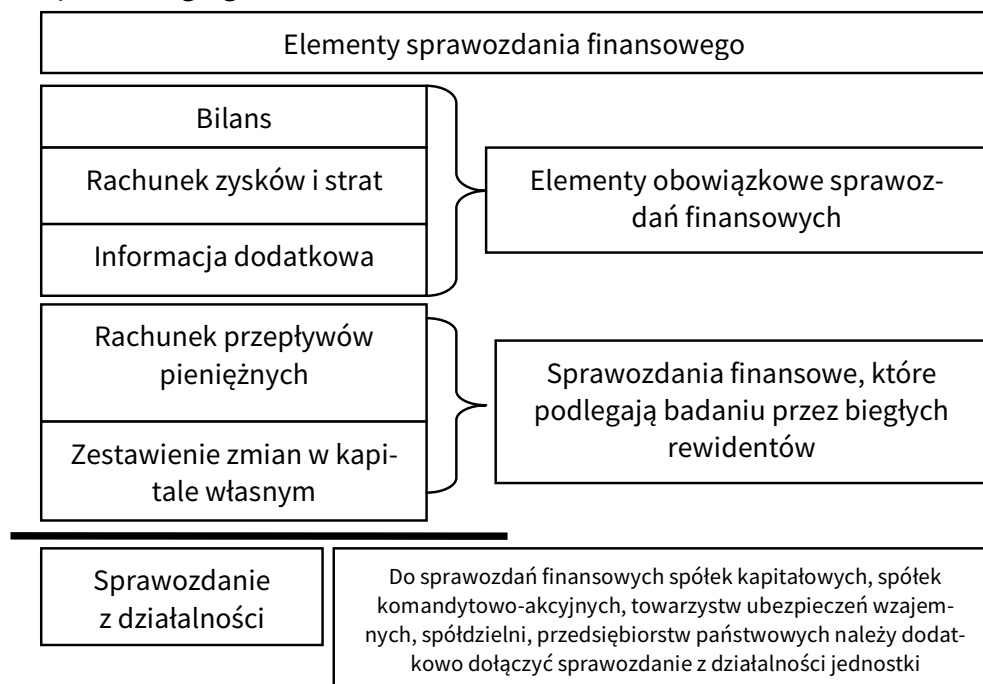 Elementy sprawozdania finansowego
Bilans
Rachunek zysków i strat
Informacja dodatkowa
Elementy obowiązkowe sprawoz-
dań finansowych
Rachunek przepływów
pieniężnych
Zestawienie zmian w kapi-
tale własnym
Sprawozdania finansowe, które
podlegają badaniu przez biegłych
rewidentów
Sprawozdanie
z działalności
Do sprawozdań finansowych spółek kapitałowych, spółek
komandytowo-akcyjnych, towarzystw ubezpieczeń wzajem-
nych, spółdzielni, przedsiębiorstw państwowych należy dodat-
kowo dołączyć sprawozdanie z działalności jednostki